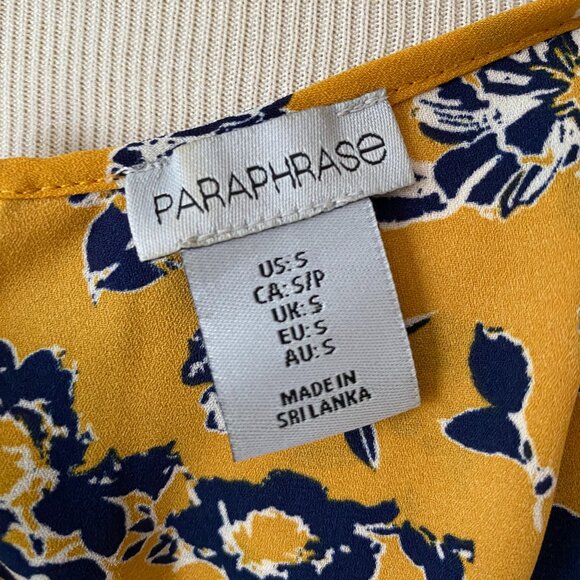 PARAPHRASe
US: S
CA: S/P
UK: S
EU: S
AU: S
MADE IN
SRI LANKA